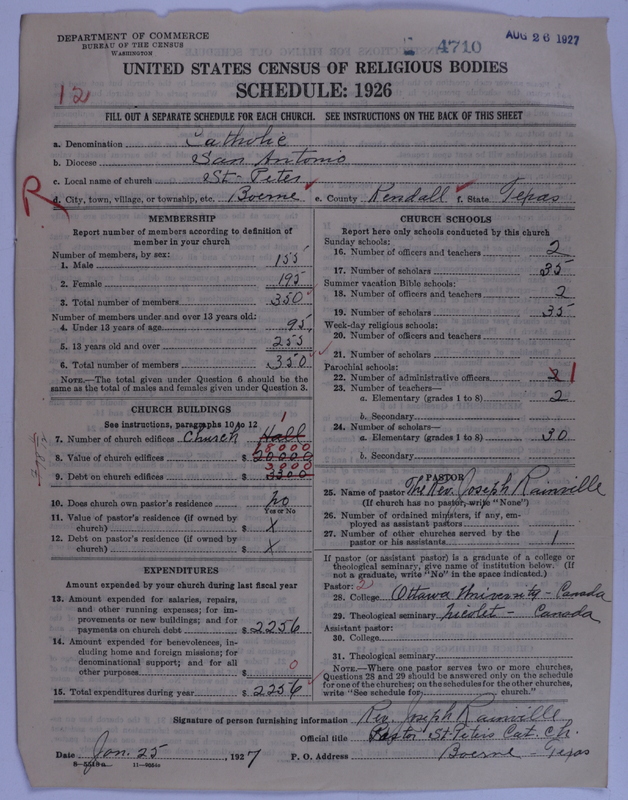 DEPARTMENT OF COMMERCE
BUREAU OF THE CENSUS
WASHINGTON
4710
AUG 26 1927
UNITED STATES CENSUS OF RELIGIOUS BODIES
SCHEDULE: 1926
12
FILL OUT A SEPARATE SCHEDULE FOR EACH CHURCH. SEE INSTRUCTIONS ON THE BACK OF THIS SHEET
a. Denomination Catholic
b. Diocese San Antonio
c. Local name of church St-Peter
R
d. City, town, village, or township, etc. Boerne e. County Kendall f. State Texas
MEMBERSHIP
Report number of members according to definition of
member in your church
Number of members, by sex:
1. Male 155
2. Female 195
3. Total number of members 350
Number of members under and over 13 years old:
4. Under 13 years of age 95
5. 13 years old and over 255
6. Total number of members 350
NOTE.—The total given under Question 6 should be the
same as the total of males and females given under Question 3.
CHURCH BUILDINGS
See instructions, paragraphs 10 to 12
1
7. Number of church edifices Church Hall
18000
8. Value of church edifices $ 20000
3000
9. Debt on church edifices $ 3300
10. Does church own pastor's residence no
Yes or No
11. Value of pastor's residence (if owned by
church) $ X
12. Debt on pastor's residence (if owned by
church) $ X
EXPENDITURES
Amount expended by your church during last fiscal year
13. Amount expended for salaries, repairs,
and other running expenses; for im-
provements or new buildings; and for
payments on church debt $ 2256
14. Amount expended for benevolences, in-
cluding home and foreign missions; for
denominational support; and for all
other purposes $ 0
15. Total expenditures during year $ 2256
CHURCH SCHOOLS
Report here only schools conducted by this church
Sunday schools:
16. Number of officers and teachers 2
17. Number of scholars 35
Summer vacation Bible schools:
18. Number of officers and teachers 2
19. Number of scholars 35
Week-day religious schools:
20. Number of officers and teachers
21. Number of scholars
Parochial schools:
22. Number of administrative officers 2 1
23. Number of teachers—
a. Elementary (grades 1 to 8) 2
b. Secondary
24. Number of scholars—
a. Elementary (grades 1 to 8) 30
b. Secondary
PASTOR
25. Name of pastor The Rev. Joseph Rainville
(If church has no pastor, write "None")
26. Number of ordained ministers, if any, em-
ployed as assistant pastors
27. Number of other churches served by the
pastor or his assistants 1
If pastor (or assistant pastor) is a graduate of a college or
theological seminary, give name of institution below. (If
not a graduate, write "No" in the space indicated.)
Pastor: 2
28. College Ottawa University - Canada
29. Theological seminary Nicolet - Canada
Assistant pastor:
30. College
31. Theological seminary
NOTE.—Where one pastor serves two or more churches,
Questions 28 and 29 should be answered only on the schedule
for one of the churches; on the schedules for the other churches,
write "See schedule for church."
Signature of person furnishing information Rev. Joseph Rainville
Official title Pastor St-Peters Cat. Ch.
Date Jan. 25, 1927 P. O. Address Boerne - Texas
8-5518a 11-9684a